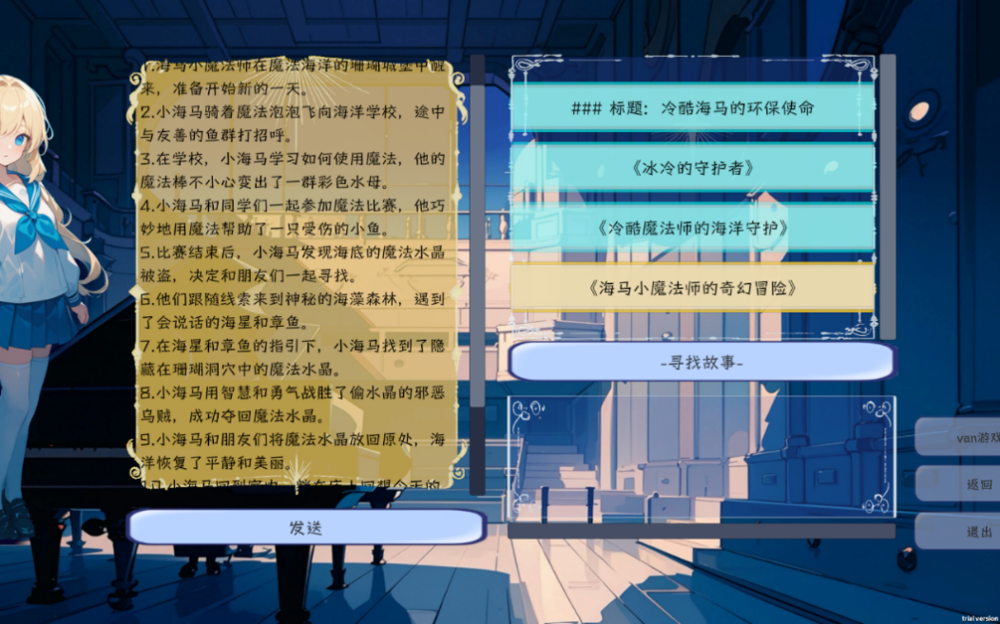 1.海马小魔法师在魔法海洋的珊瑚城堡中醒
来，准备开始新的一天。
2.小海马骑着魔法泡泡飞向海洋学校，途中
与友善的鱼群打招呼。
3.在学校，小海马学习如何使用魔法，他的
魔法棒不小心变出了一群彩色水母。
4.小海马和同学们一起参加魔法比赛，他巧
妙地用魔法帮助了一只受伤的小鱼。
5.比赛结束后，小海马发现海底的魔法水晶
被盗，决定和朋友们一起寻找。
6.他们跟随线索来到神秘的海藻森林，遇到
了会说话的海星和章鱼。
7.在海星和章鱼的指引下，小海马找到了隐
藏在珊瑚洞穴中的魔法水晶。
8.小海马用智慧和勇气战胜了偷水晶的邪恶
乌贼，成功夺回魔法水晶。
9.小海马和朋友们将魔法水晶放回原处，海
洋恢复了平静和美丽。
10.小海马回到家中，躺在床上回想今天的
发送
### 标题：冷酷海马的环保使命
《冰冷的守护者》
《冷酷魔法师的海洋守护》
《海马小魔法师的奇幻冒险》
-寻找故事-
van游戏
返回
退出
trial version